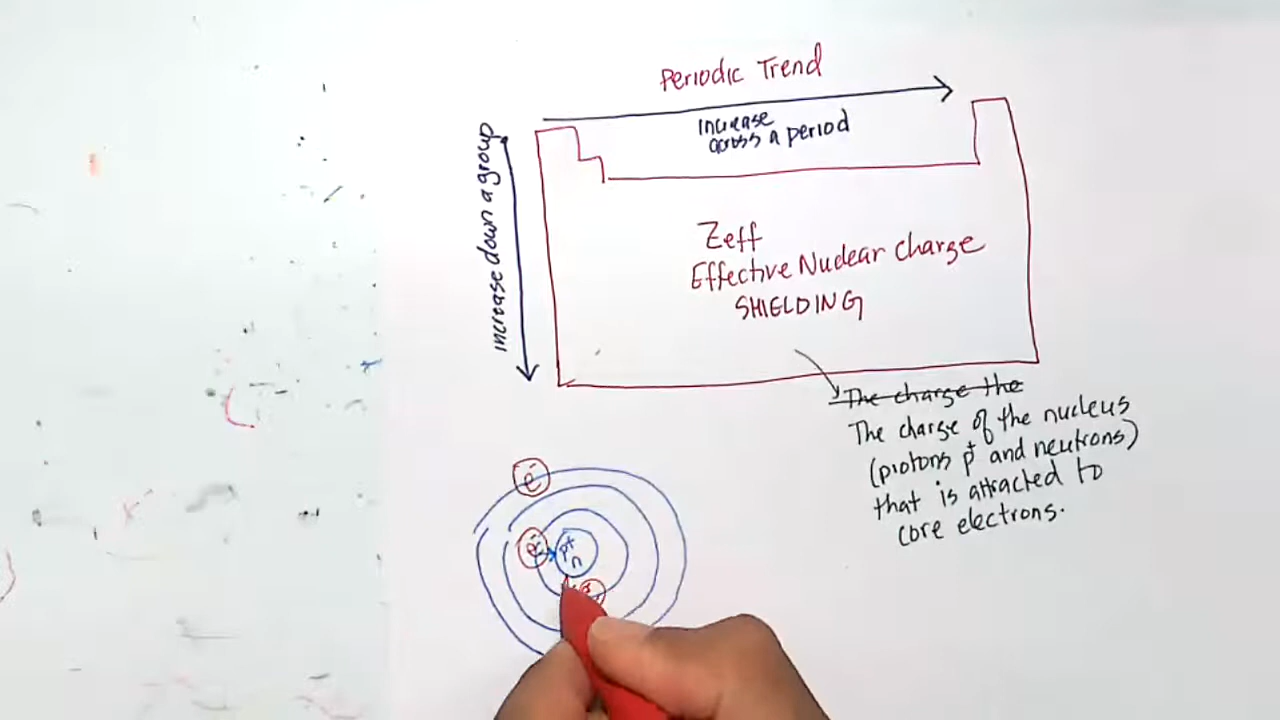 Periodic Trend
increase
across a period
increase down a group
Zeff
Effective Nuclear Charge
SHIELDING
The charge the
The charge of the nucleus
(protons p+ and neutrons)
that is attracted to
core electrons.
e-
e-
p+
n